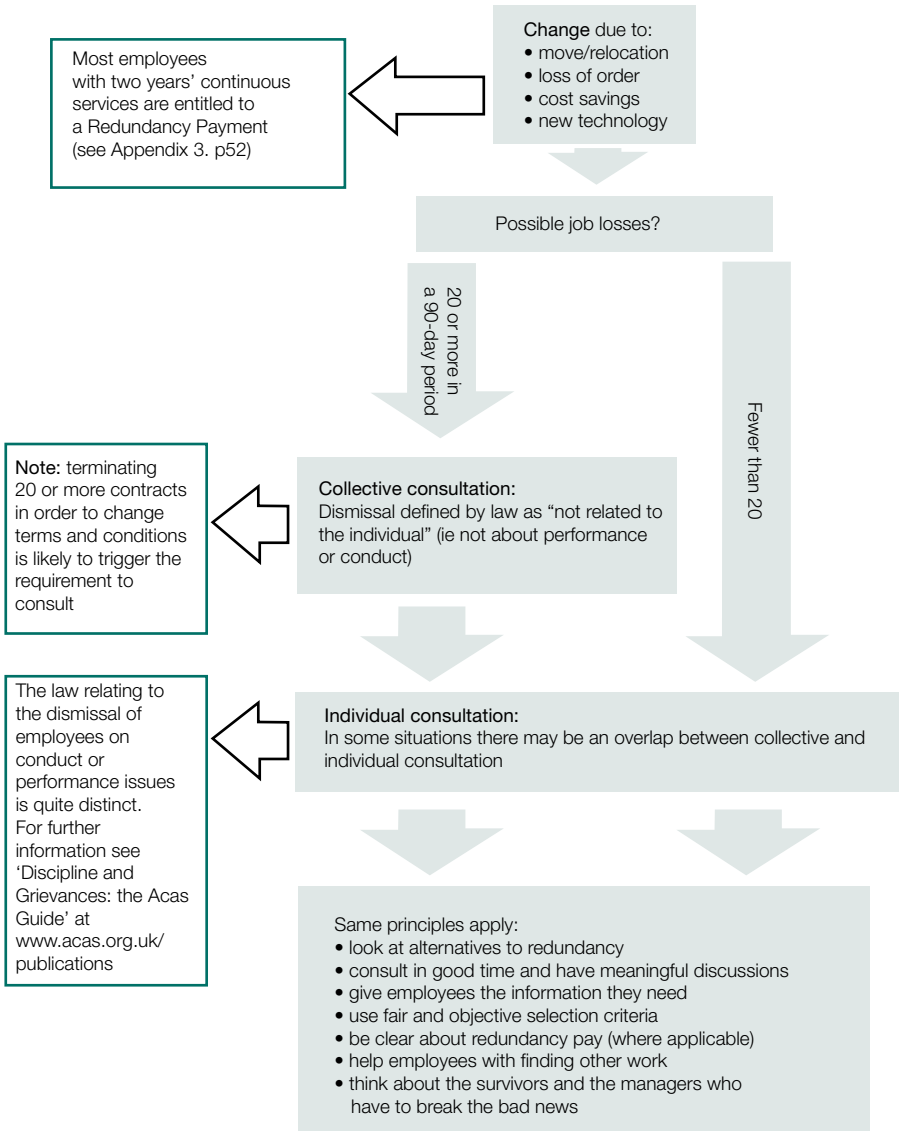 Change due to:
• move/relocation
• loss of order
• cost savings
• new technology
Most employees
with two years’ continuous
services are entitled to
a Redundancy Payment
(see Appendix 3. p52)
Possible job losses?
20 or more in
a 90-day period
Fewer than 20
Note: terminating
20 or more contracts
in order to change
terms and conditions
is likely to trigger the
requirement to
consult
Collective consultation:
Dismissal defined by law as “not related to
the individual” (ie not about performance
or conduct)
The law relating to
the dismissal of
employees on
conduct or
performance issues
is quite distinct.
For further
information see
‘Discipline and
Grievances: the Acas
Guide’ at
www.acas.org.uk/
publications
Individual consultation:
In some situations there may be an overlap between collective and
individual consultation
Same principles apply:
• look at alternatives to redundancy
• consult in good time and have meaningful discussions
• give employees the information they need
• use fair and objective selection criteria
• be clear about redundancy pay (where applicable)
• help employees with finding other work
• think about the survivors and the managers who
have to break the bad news